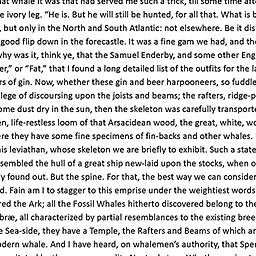 at whale it was that had served me such a trick, till some time afte
e ivory leg. “He is. But he will still be hunted, for all that. What is b
, but only in the North and South Atlantic: not elsewhere. Be it dis
good flip down in the forecastle. It was a fine gam we had, and the
why was it, think ye, that the Samuel Enderby, and some other Eng
er,” or “Fat,” that I found a long detailed list of the outfits for the la
rs of gin. Now, whether these gin and beer harpooneers, so fuddle
lege of discoursing upon the joists and beams; the rafters, ridge-p
ome dust dry in the sun, then the skeleton was carefully transporte
en, life-restless loom of that Arsacidean wood, the great, white, wo
ere they have some fine specimens of fin-backs and other whales.
his leviathan, whose skeleton we are briefly to exhibit. Such a state
sembled the hull of a great ship new-laid upon the stocks, when o
y found out. But the spine. For that, the best way we can consider
d. Fain am I to stagger to this emprise under the weightiest words
red the Ark; all the Fossil Whales hitherto discovered belong to the
bræ, all characterized by partial resemblances to the existing bree
e Sea-side, they have a Temple, the Rafters and Beams of which ar
odern whale. And I have heard, on whalemen’s authority, that Sper